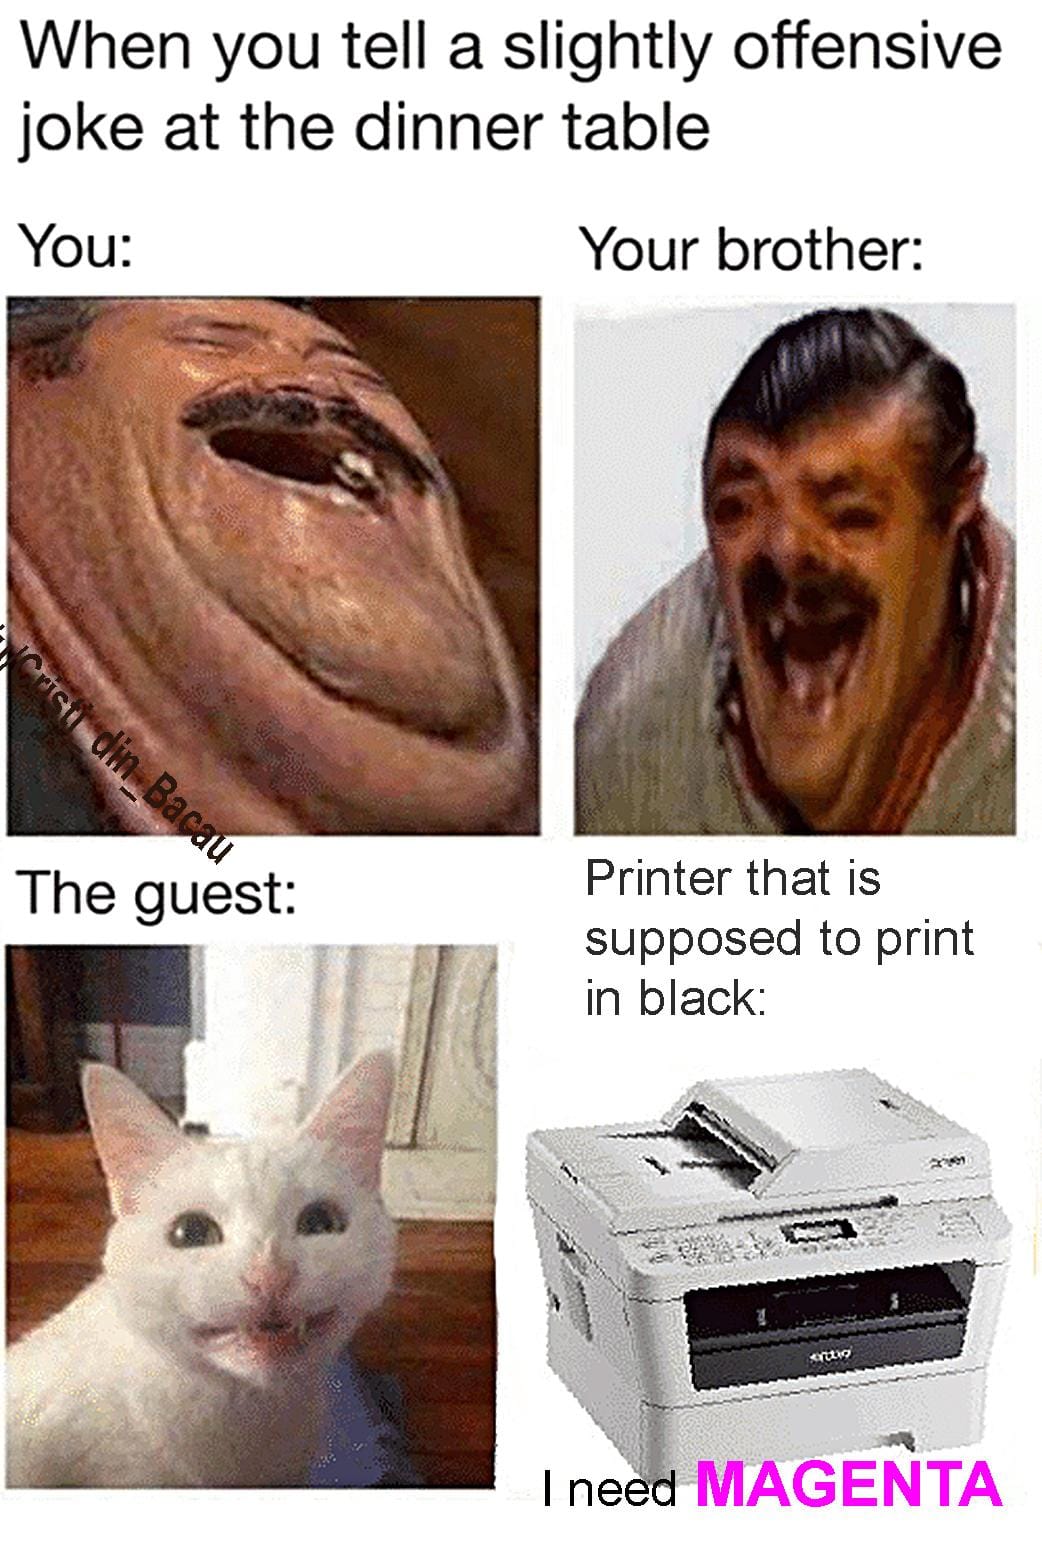 When you tell a slightly offensive
joke at the dinner table
You:
Your brother:
Cristi_din_Bacau
The guest:
Printer that is
supposed to print
in black:
I need MAGENTA